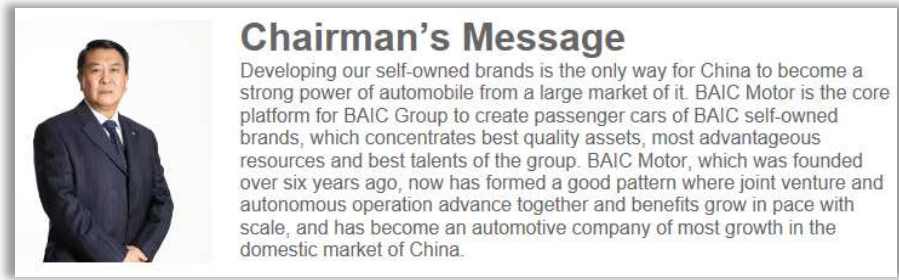 Chairman's Message
Developing our self-owned brands is the only way for China to become a
strong power of automobile from a large market of it. BAIC Motor is the core
platform for BAIC Group to create passenger cars of BAIC self-owned
brands, which concentrates best quality assets, most advantageous
resources and best talents of the group. BAIC Motor, which was founded
over six years ago, now has formed a good pattern where joint venture and
autonomous operation advance together and benefits grow in pace with
scale, and has become an automotive company of most growth in the
domestic market of China.